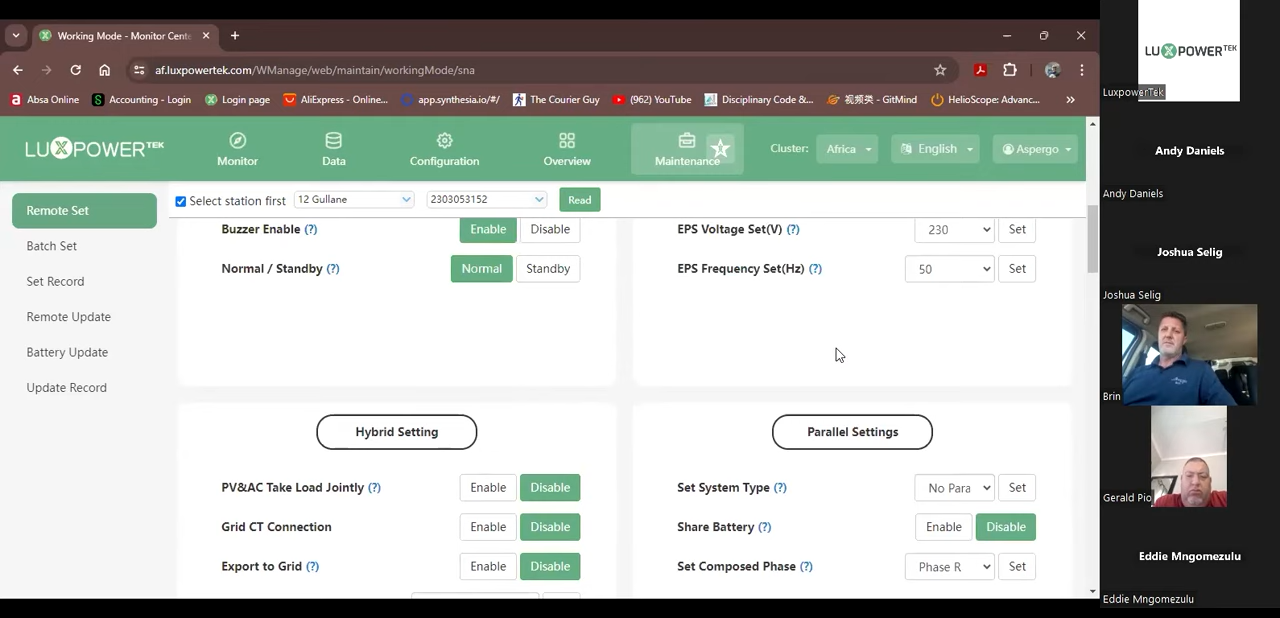 Working Mode - Monitor Cente
af.luxpowertek.com/WManage/web/maintain/workingMode/sna
Absa Online
Accounting - Login
Login page
AliExpress - Online...
app.synthesia.io/#/
The Courier Guy
(962) YouTube
Disciplinary Code &...
视频类 - GitMind
HelioScope: Advanc...
LUXPOWERTEK
Monitor
Data
Configuration
Overview
Maintenance
Cluster:
Africa
English
Aspergo
Remote Set
Batch Set
Set Record
Remote Update
Battery Update
Update Record
Select station first
12 Gullane
2303053152
Read
Buzzer Enable (?)
Enable
Disable
Normal / Standby (?)
Normal
Standby
EPS Voltage Set(V) (?)
230
Set
EPS Frequency Set(Hz) (?)
50
Set
Hybrid Setting
PV&AC Take Load Jointly (?)
Enable
Disable
Grid CT Connection
Enable
Disable
Export to Grid (?)
Enable
Disable
Parallel Settings
Set System Type (?)
No Para
Set
Share Battery (?)
Enable
Disable
Set Composed Phase (?)
Phase R
Set
LUXPOWERTEK
LuxpowerTek
Andy Daniels
Andy Daniels
Joshua Selig
Joshua Selig
Brin
Gerald Pio
Eddie Mngomezulu
Eddie Mngomezulu